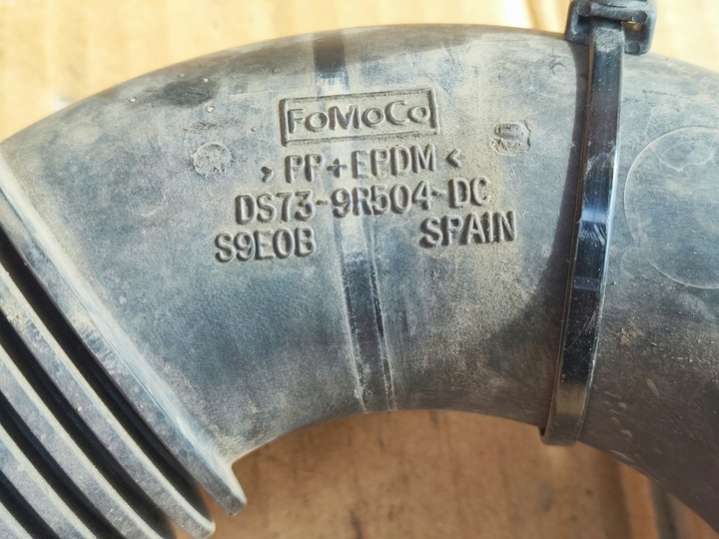 FoMoCo
> PP+EPDM <
DS73-9R504-DC
S9E0B SPAIN